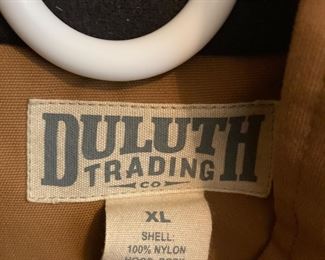 DULUTH
TRADING
CO
XL
SHELL:
100% NYLON